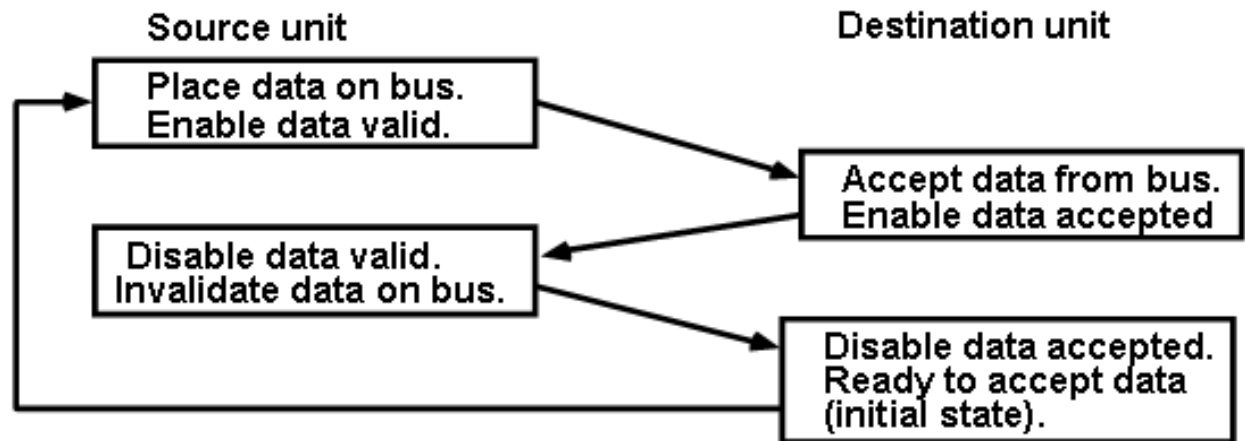 Source unit
Destination unit
Place data on bus.
Enable data valid.
Accept data from bus.
Enable data accepted
Disable data valid.
Invalidate data on bus.
Disable data accepted.
Ready to accept data
(initial state).